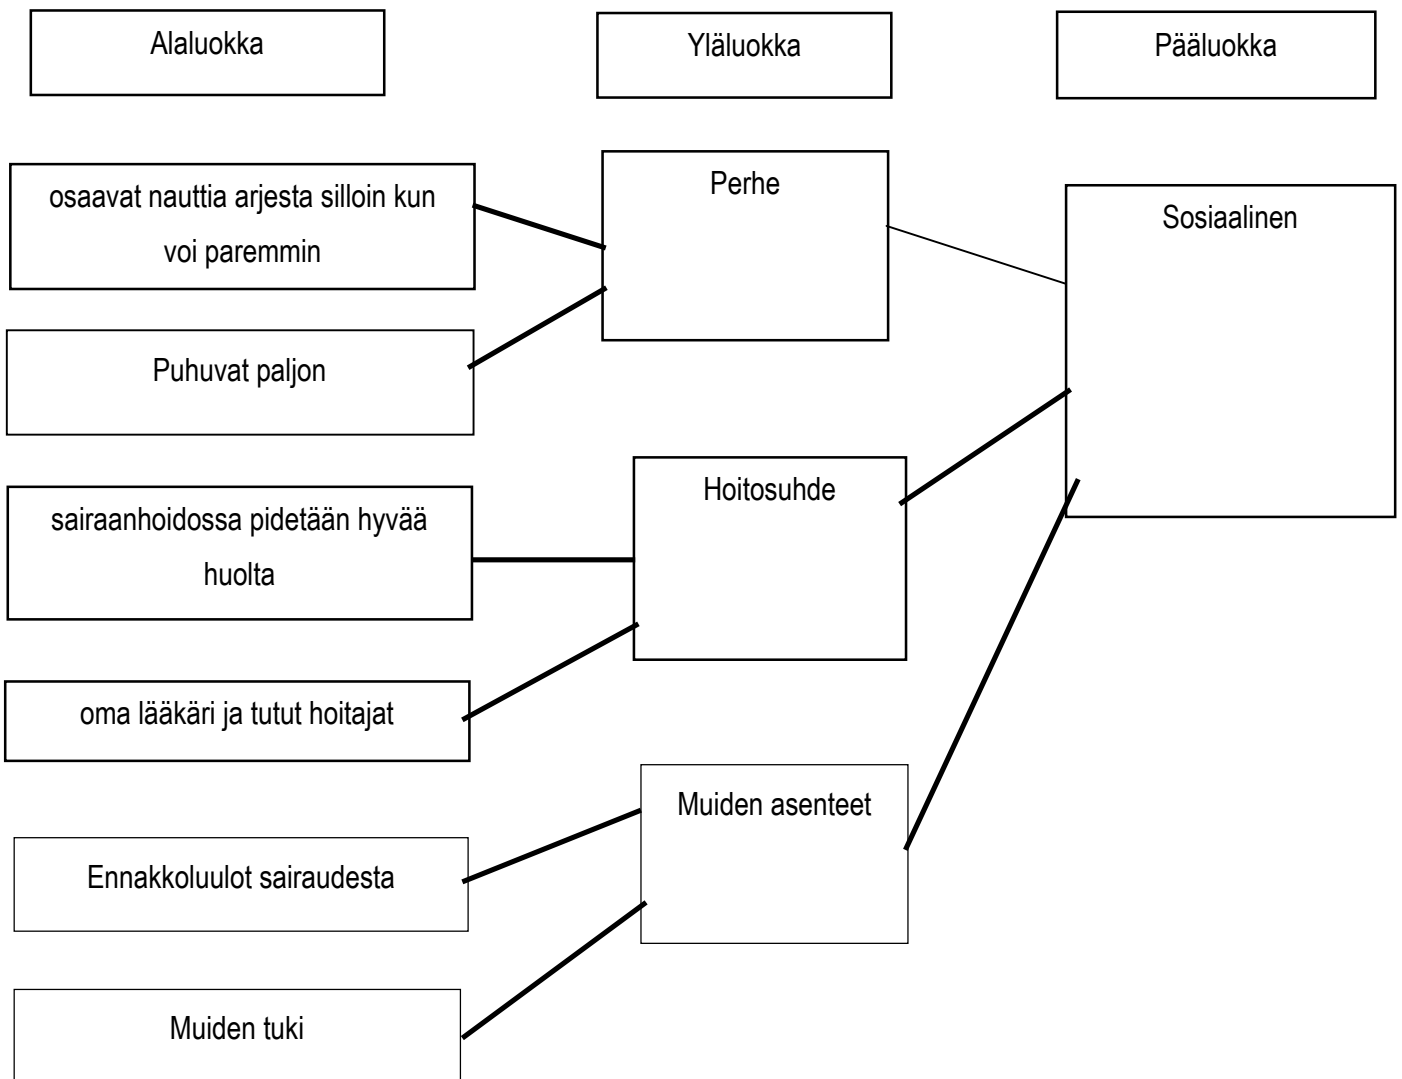 Alaluokka
Yläluokka
Pääluokka
osaavat nauttia arjesta silloin kun
voi paremmin
Puhuvat paljon
sairaanhoidossa pidetään hyvää
huolta
oma lääkäri ja tutut hoitajat
Ennakkoluulot sairaudesta
Muiden tuki
Perhe
Hoitosuhde
Muiden asenteet
Sosiaalinen